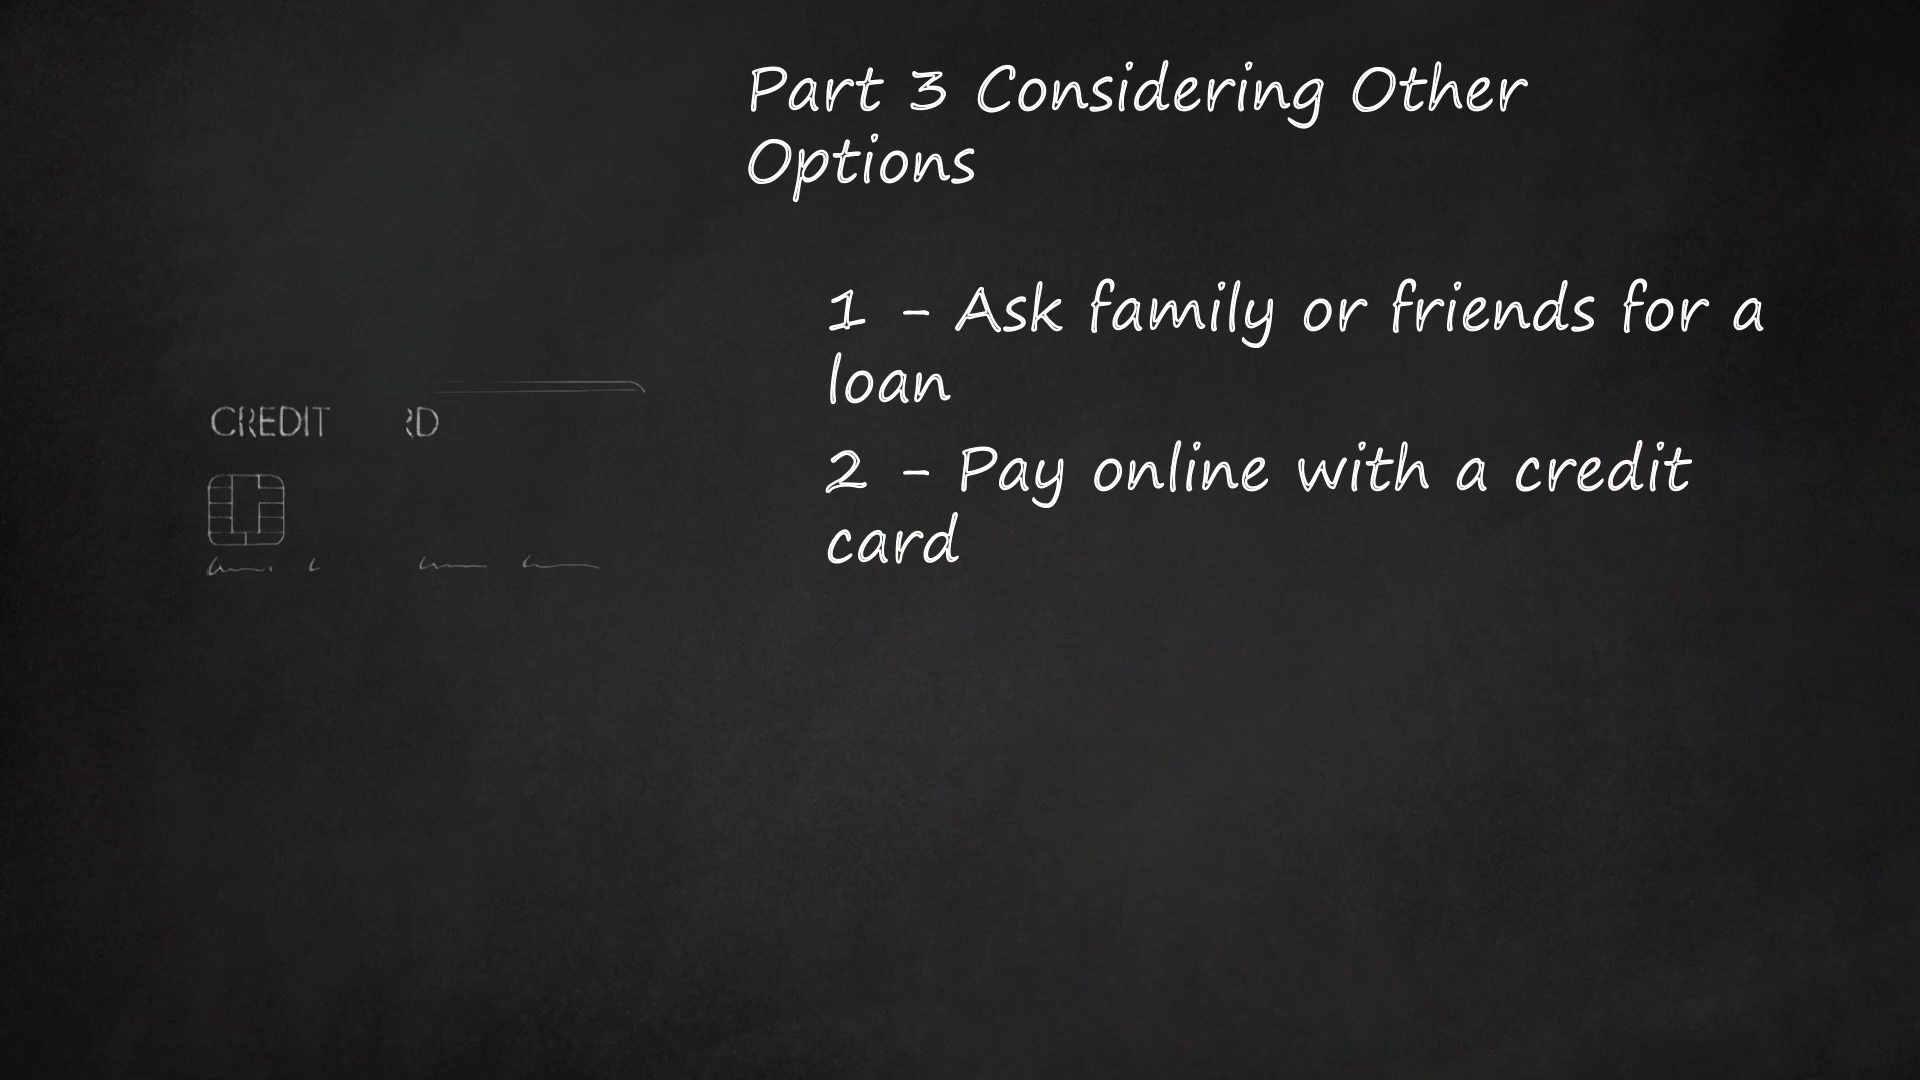 Part 3 Considering Other
Options
1 - Ask family or friends for a
loan
2 - Pay online with a credit
card
CREDIT RD